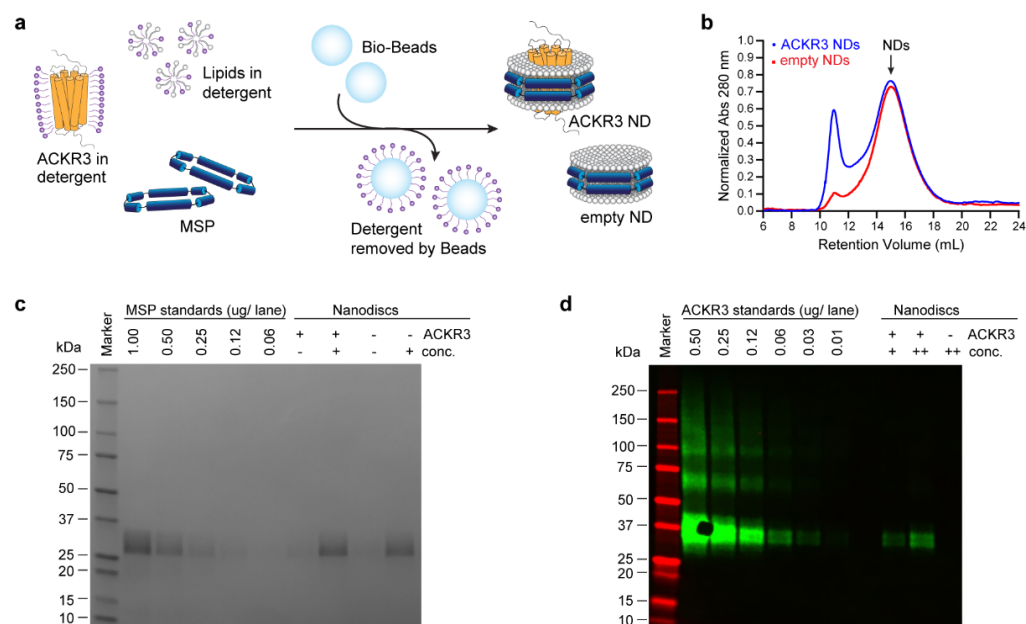 a
Bio-Beads
Lipids in
detergent
ACKR3 in
detergent
MSP
Detergent
removed by Beads
ACKR3 ND
empty ND
b
ACKR3 NDs
empty NDs
NDs
Normalized Abs 280 nm
1.0
0.9
0.8
0.7
0.6
0.5
0.4
0.3
0.2
0.1
0.0
6 8 10 12 14 16 18 20 22 24
Retention Volume (mL)
c
MSP standards (ug/ lane) Nanodiscs
kDa Marker 1.00 0.50 0.25 0.12 0.06 + + - - ACKR3
- + - + conc.
250
150
100
75
50
37
25
20
15
10
d
ACKR3 standards (ug/ lane) Nanodiscs
kDa Marker 0.50 0.25 0.12 0.06 0.03 0.01 + + - ACKR3
+ ++ ++ conc.
250
150
100
75
50
37
25
20
15
10